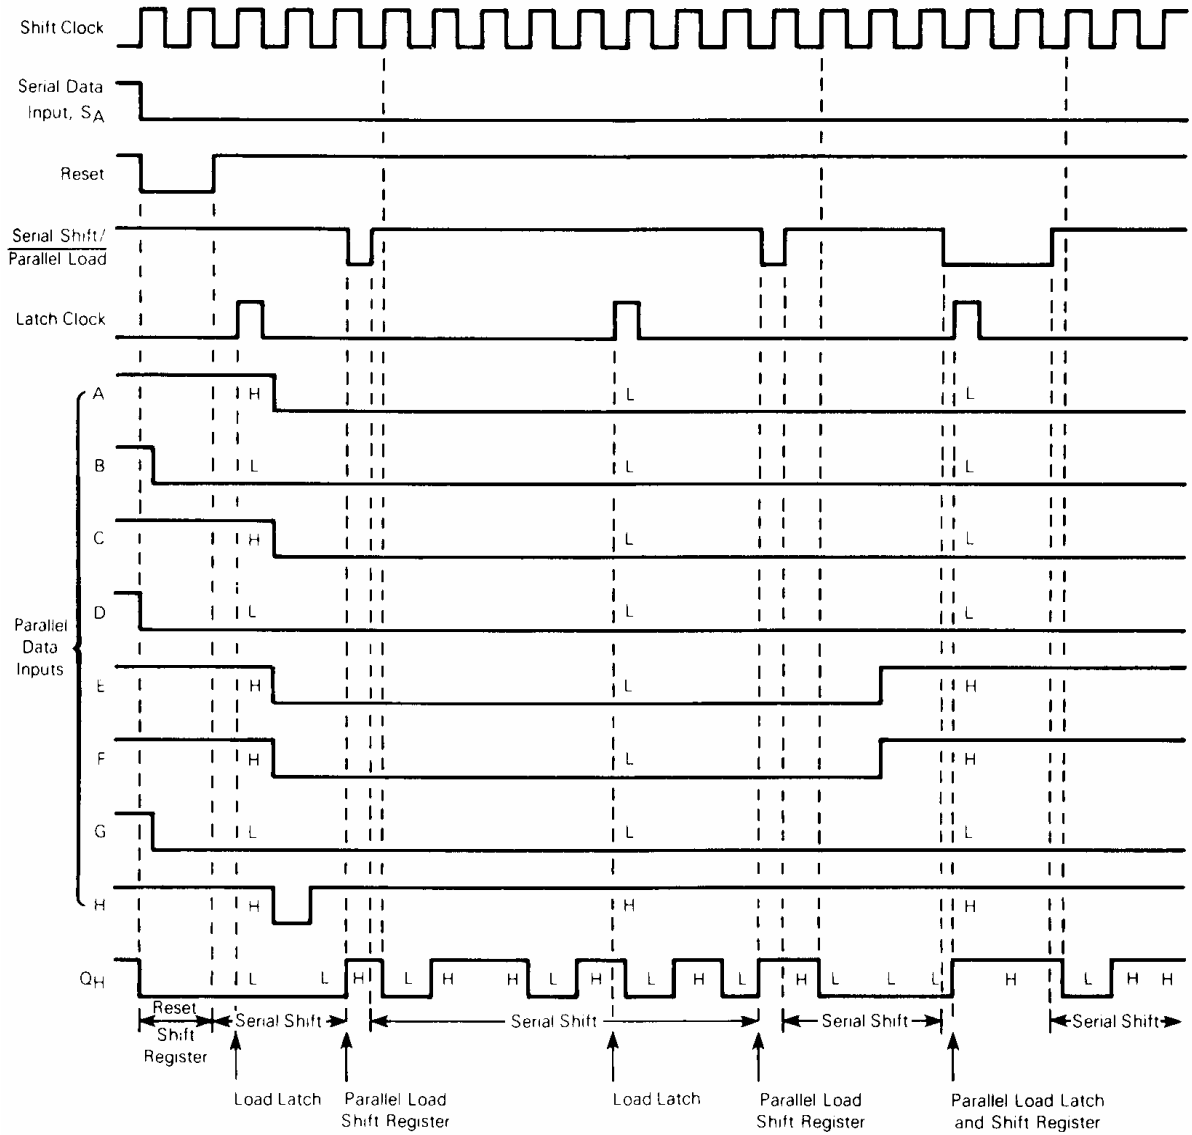 Shift Clock
Serial Data
Input, SA
Reset
Serial Shift/
Parallel Load
Latch Clock
A H L L
B L L L
C H L L
D L L L
Parallel
Data
Inputs
E H L H
F H L H
G L L L
H H H H
QH L L H L H H L H L H L H L L L H L H H
Reset Serial Shift Serial Shift Serial Shift Serial Shift
Shift
Register
Load Latch Parallel Load Load Latch Parallel Load Parallel Load Latch
Shift Register Shift Register and Shift Register